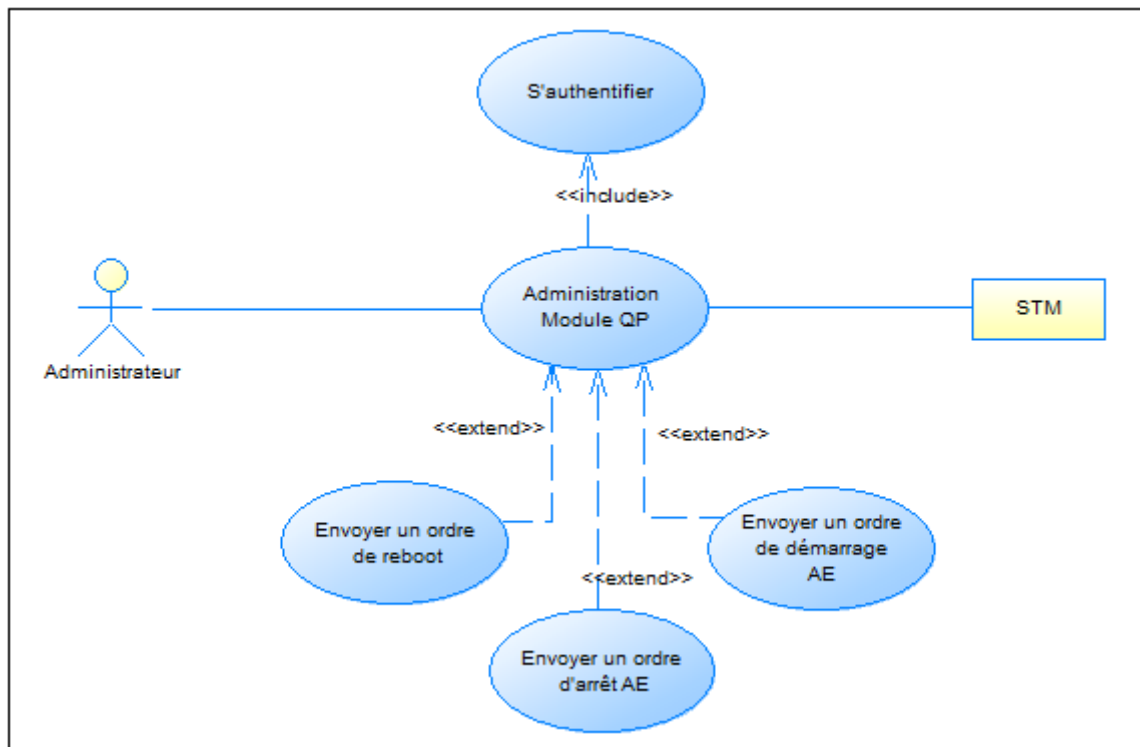 S'authentifier
<<include>>
Administration
Module QP
STM
Administrateur
<<extend>>
<<extend>>
Envoyer un ordre
de reboot
Envoyer un ordre
de démarrage
AE
<<extend>>
Envoyer un ordre
d'arrêt AE